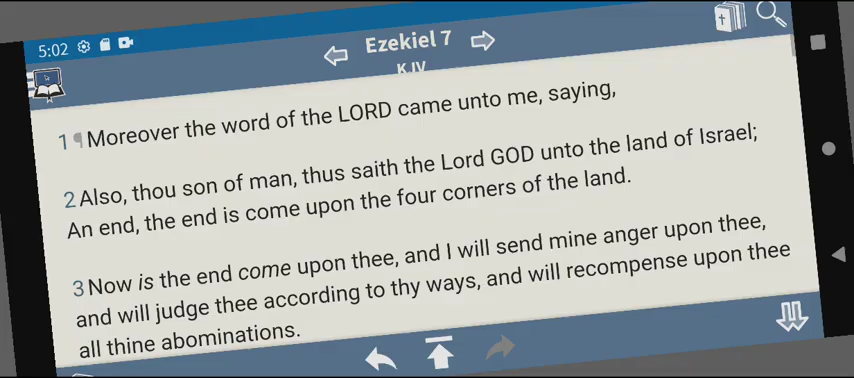 5:02
Ezekiel 7
KJV
1 ¶ Moreover the word of the LORD came unto me, saying,
2 Also, thou son of man, thus saith the Lord GOD unto the land of Israel;
An end, the end is come upon the four corners of the land.
3 Now is the end come upon thee, and I will send mine anger upon thee,
and will judge thee according to thy ways, and will recompense upon thee
all thine abominations.